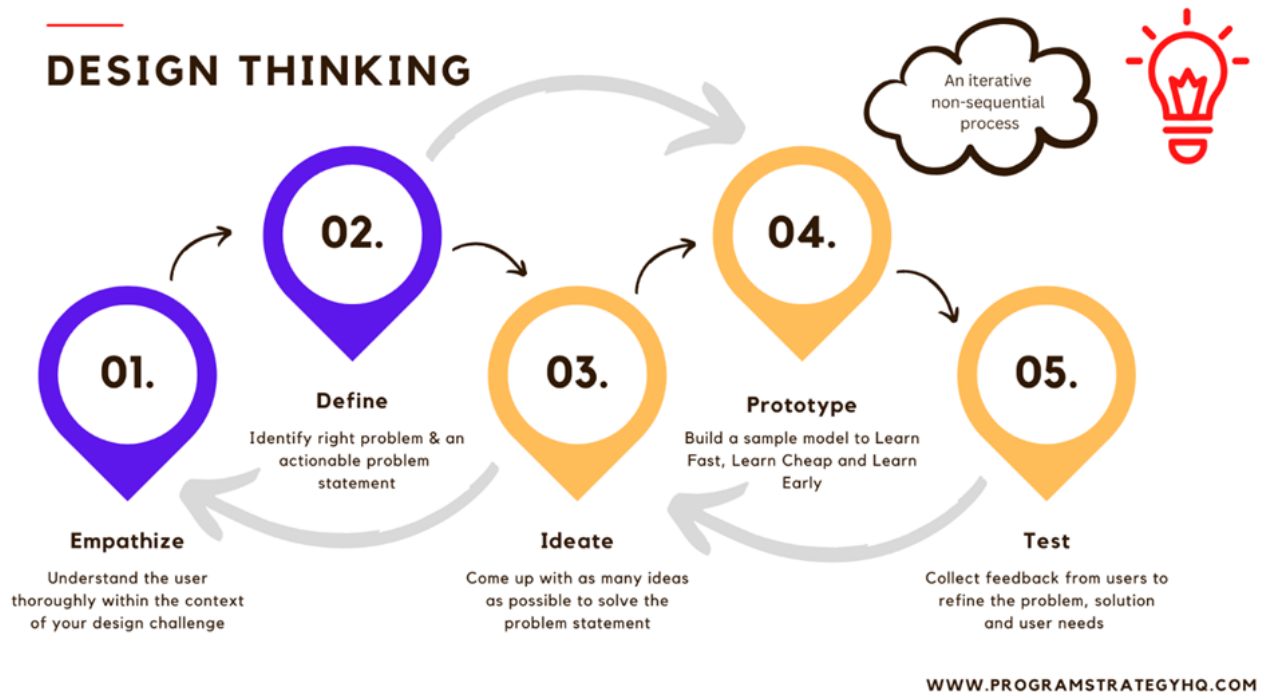 DESIGN THINKING
An iterative
non-sequential
process
01.
Empathize
Understand the user
thoroughly within the context
of your design challenge
02.
Define
Identify right problem & an
actionable problem
statement
03.
Ideate
Come up with as many ideas
as possible to solve the
problem statement
04.
Prototype
Build a sample model to Learn
Fast, Learn Cheap and Learn
Early
05.
Test
Collect feedback from users to
refine the problem, solution
and user needs
WWW.PROGRAMSTRATEGYHQ.COM